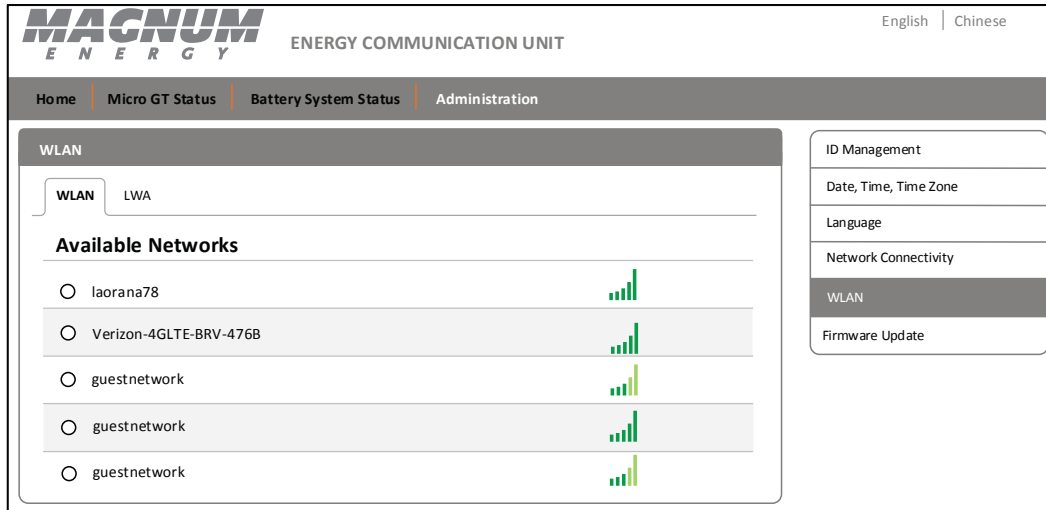 English Chinese
MAGNUM
ENERGY
ENERGY COMMUNICATION UNIT
Home Micro GT Status Battery System Status Administration
WLAN
WLAN LWA
Available Networks
laorana78
Verizon-4GLTE-BRV-476B
guestnetwork
guestnetwork
guestnetwork
ID Management
Date, Time, Time Zone
Language
Network Connectivity
WLAN
Firmware Update